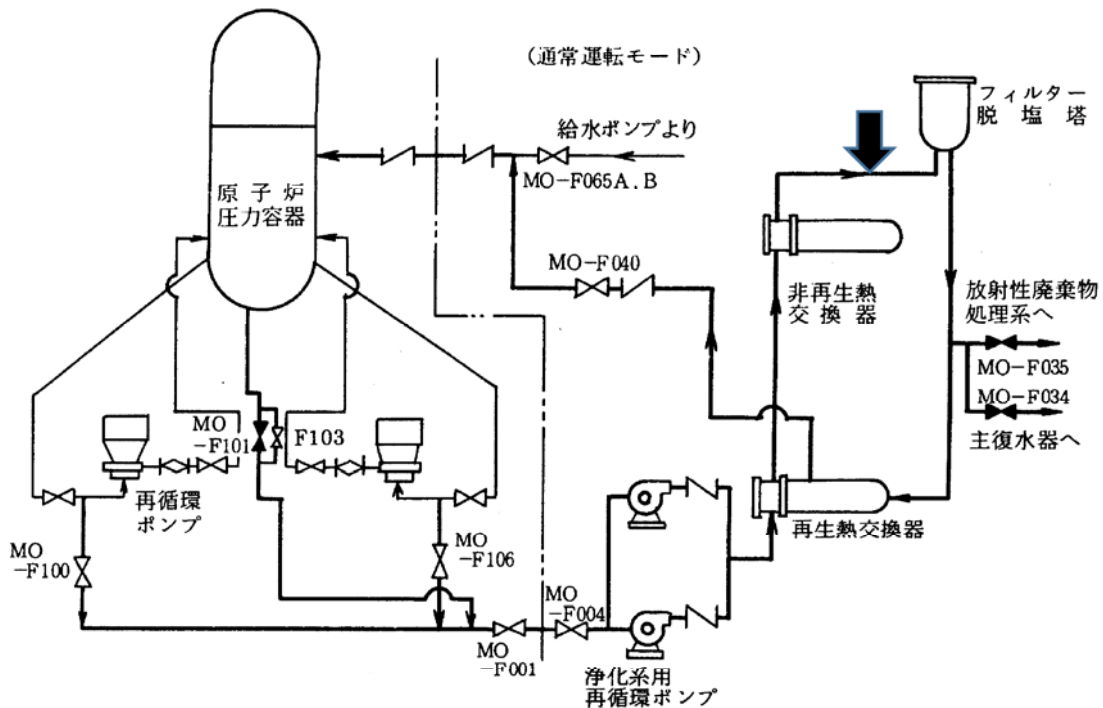 (通常運転モード)
フィルター
脱塩塔
給水ポンプより
MO-F065A.B
原子炉
圧力容器
MO-F040
非再生熱
交換器
放射性廃棄物
処理系へ
MO-F035
MO-F034
主復水器へ
MO
-F101
F103
再循環
ポンプ
再生熱交換器
MO
-F100
MO
-F106
MO
-F004
MO
-F001
浄化系用
再循環ポンプ